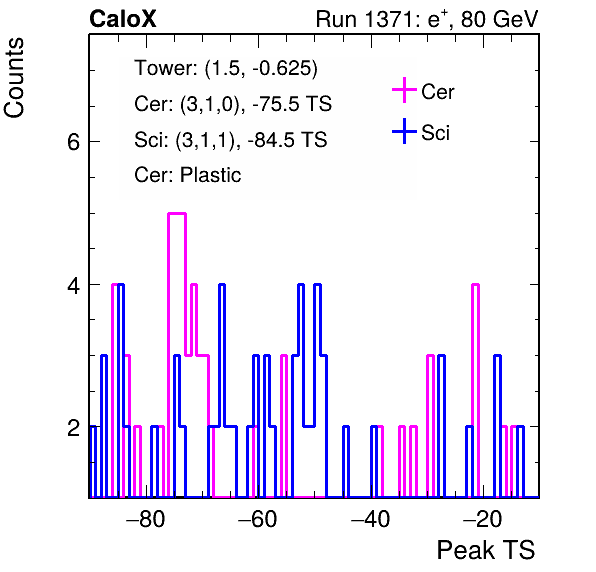 CaloX Run 1371: e⁺, 80 GeV
Counts
Tower: (1.5, -0.625)
Cer: (3,1,0), -75.5 TS
Sci: (3,1,1), -84.5 TS
Cer: Plastic
Cer
Sci
6
4
2
−80 −60 −40 −20
Peak TS